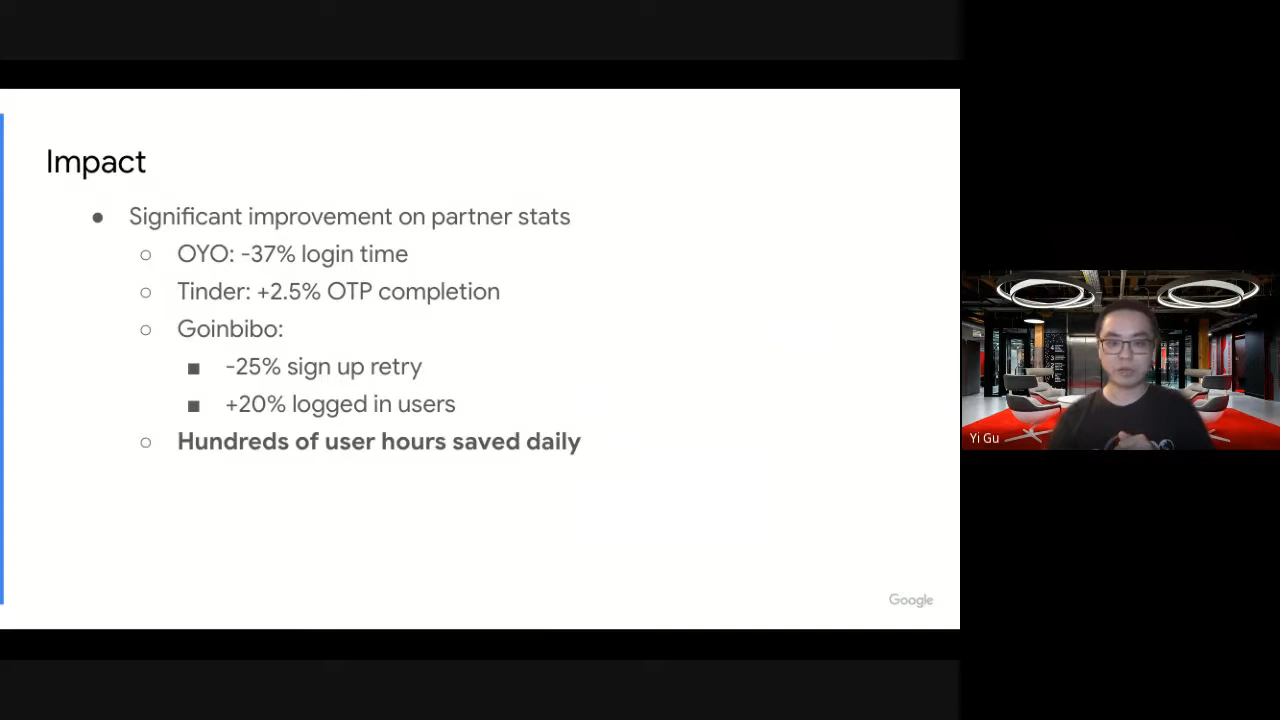 Impact
● Significant improvement on partner stats
○ OYO: -37% login time
○ Tinder: +2.5% OTP completion
○ Goinbibo:
■ -25% sign up retry
■ +20% logged in users
○ Hundreds of user hours saved daily
Google
Yi Gu